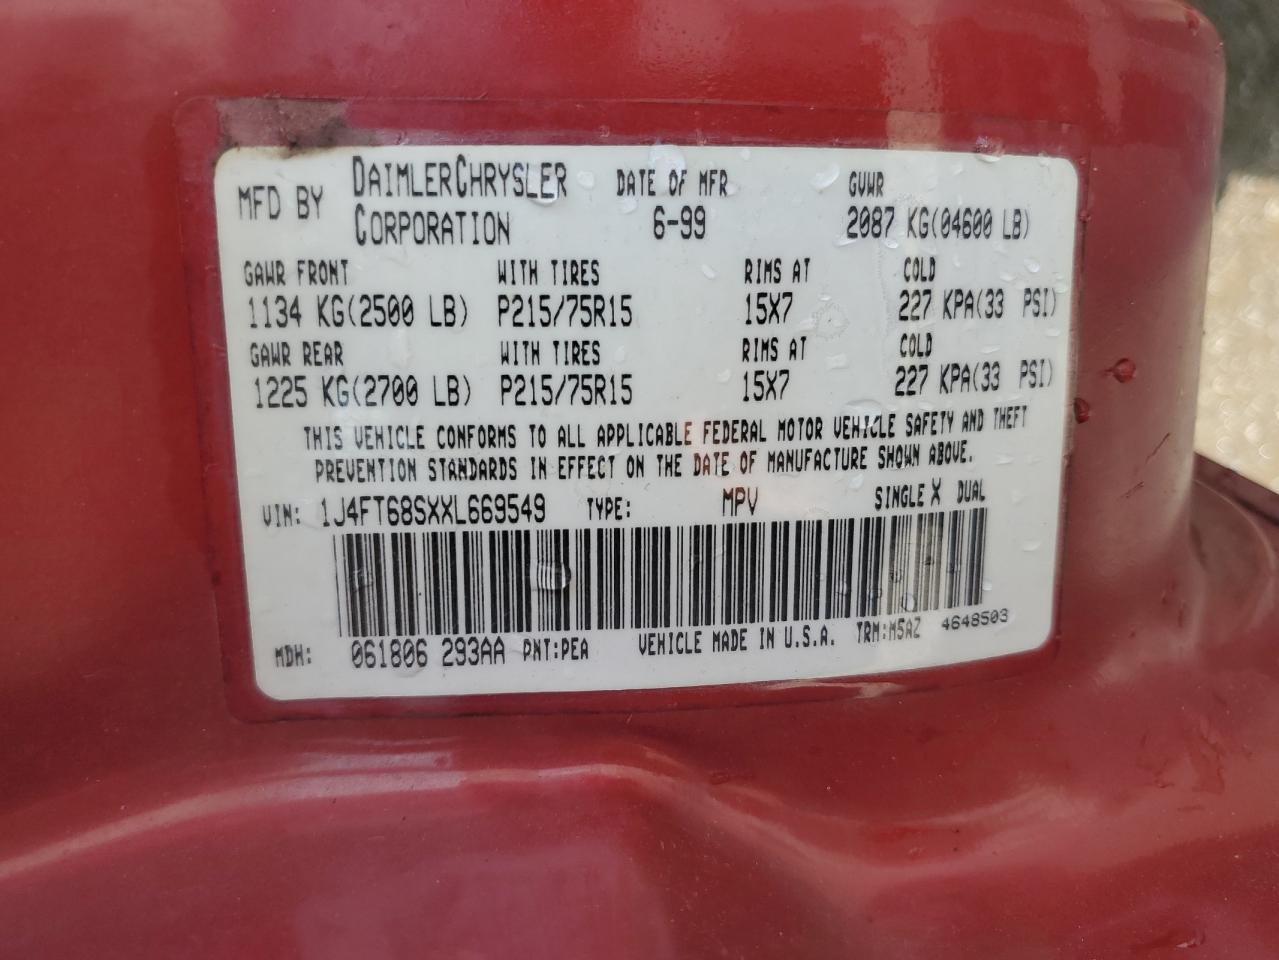 MFD BY DAIMLERCHRYSLER CORPORATION DATE OF MFR 6-99 GVWR 2087 KG(04600 LB)
GAWR FRONT WITH TIRES RIMS AT COLD
1134 KG(2500 LB) P215/75R15 15X7 227 KPA(33 PSI)
GAWR REAR WITH TIRES RIMS AT COLD
1225 KG(2700 LB) P215/75R15 15X7 227 KPA(33 PSI)
THIS VEHICLE CONFORMS TO ALL APPLICABLE FEDERAL MOTOR VEHICLE SAFETY AND THEFT
PREVENTION STANDARDS IN EFFECT ON THE DATE OF MANUFACTURE SHOWN ABOVE.
VIN: 1J4FT68SXXL669549 TYPE: MPV SINGLE X DUAL
MDH: 061806 293AA PNT:PEA VEHICLE MADE IN U.S.A. TRM:M5AZ 4648503